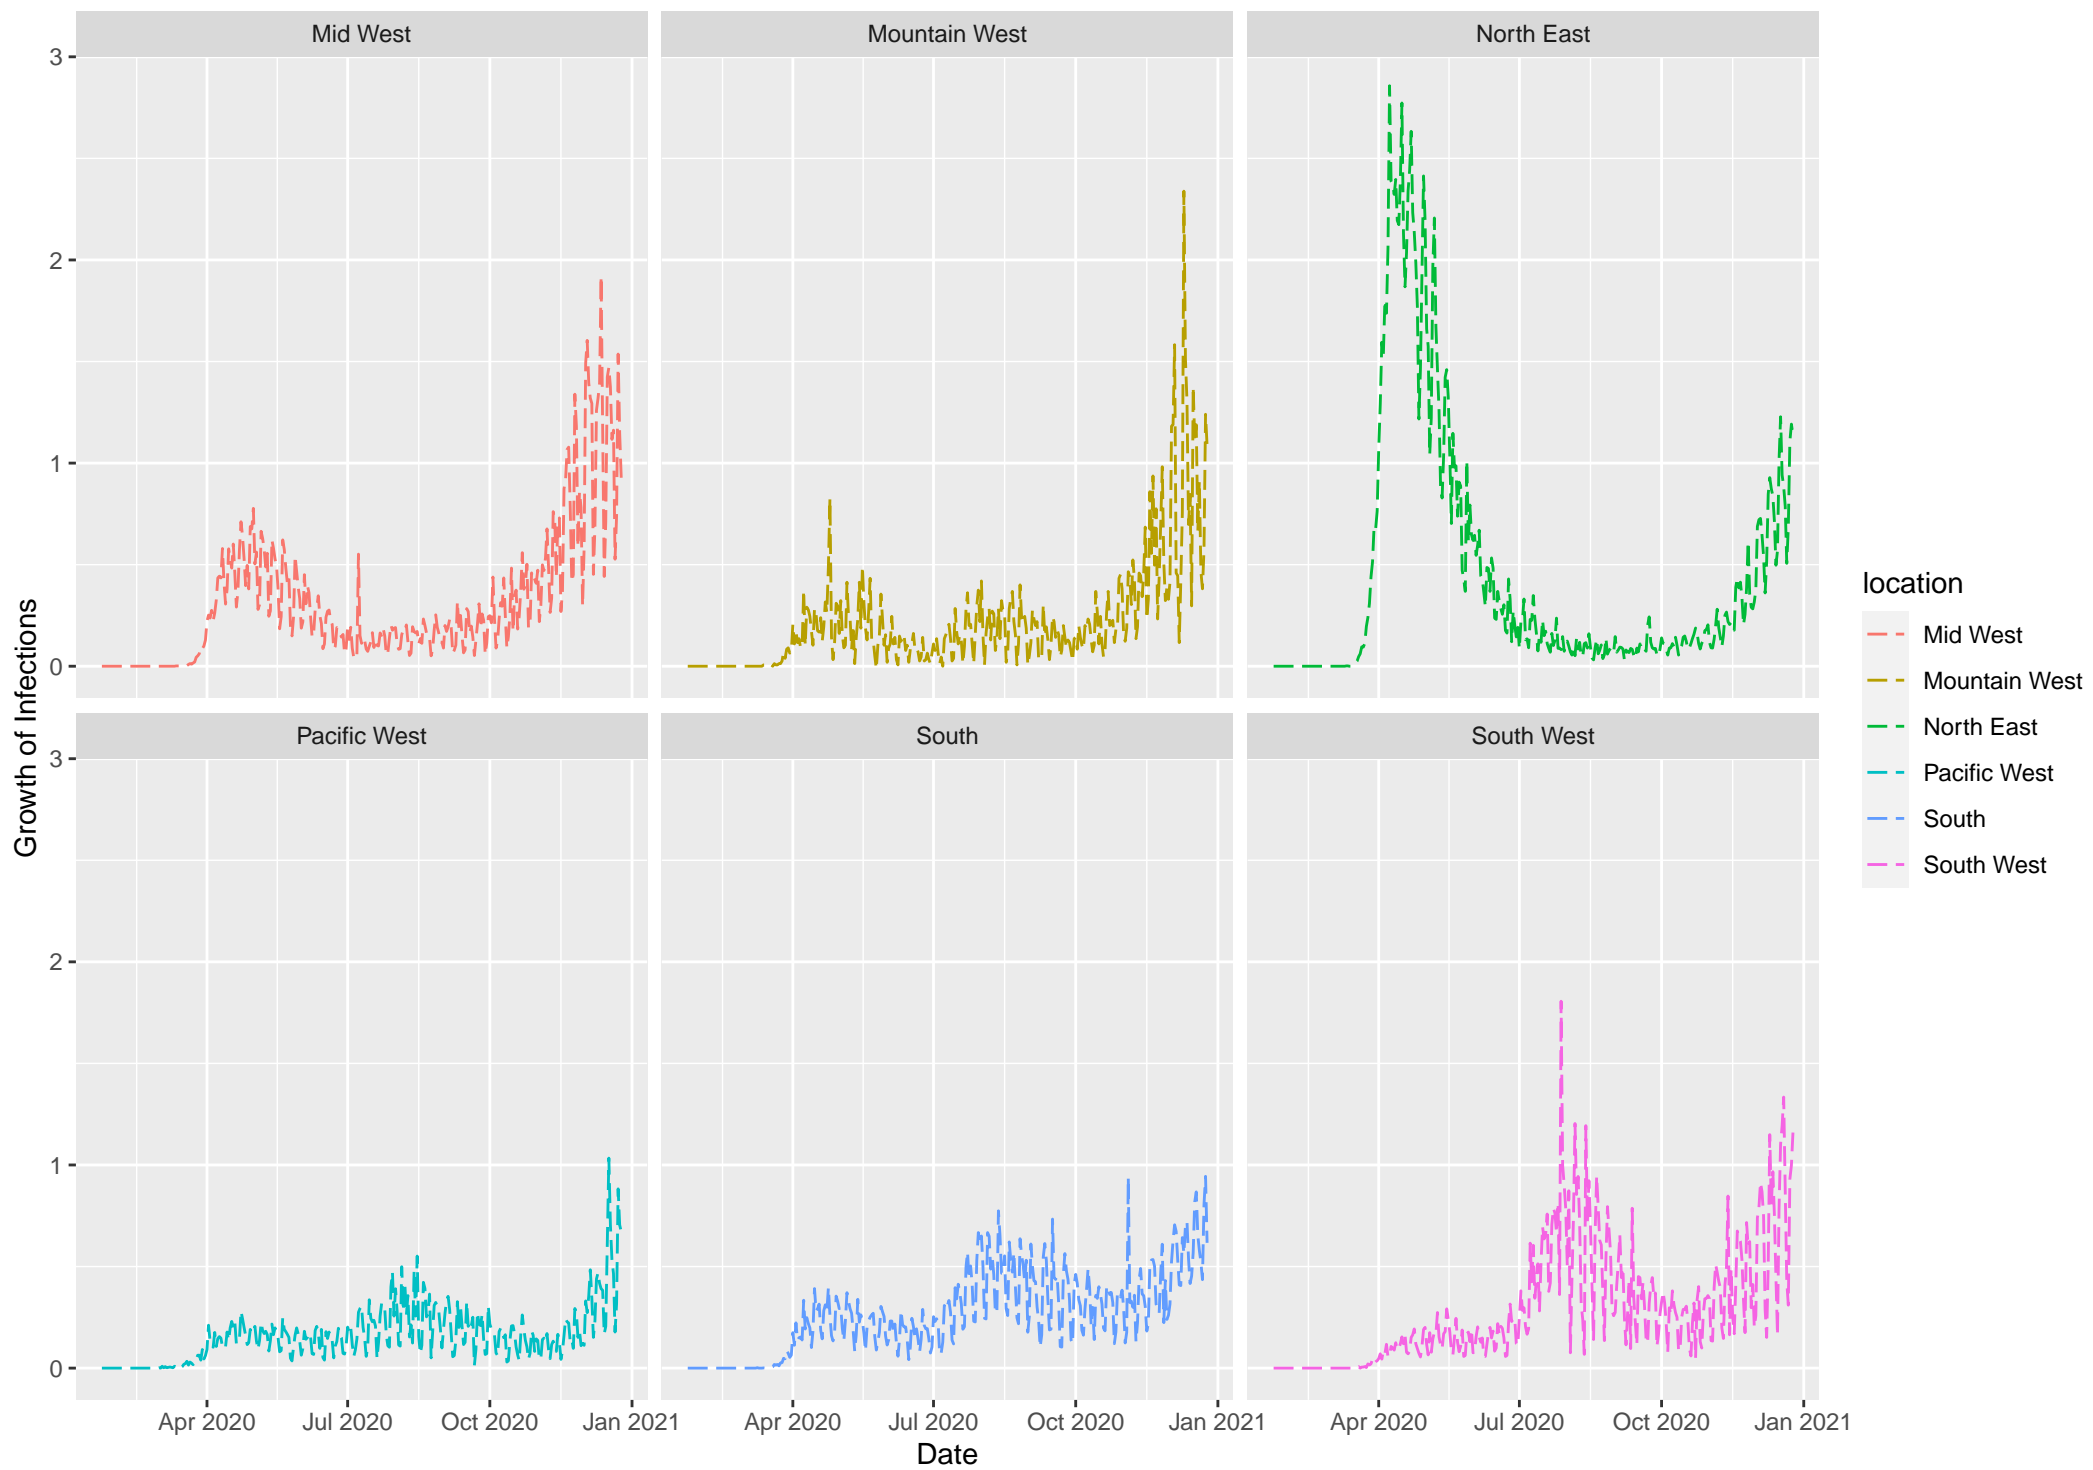 Mid West
Mountain West
North East
3
2
1
0
Growth of Infections
Pacific West
South
South West
3
2
1
0
Apr 2020
Jul 2020
Oct 2020
Jan 2021
Apr 2020
Jul 2020
Oct 2020
Jan 2021
Apr 2020
Jul 2020
Oct 2020
Jan 2021
Date
location
Mid West
Mountain West
North East
Pacific West
South
South West